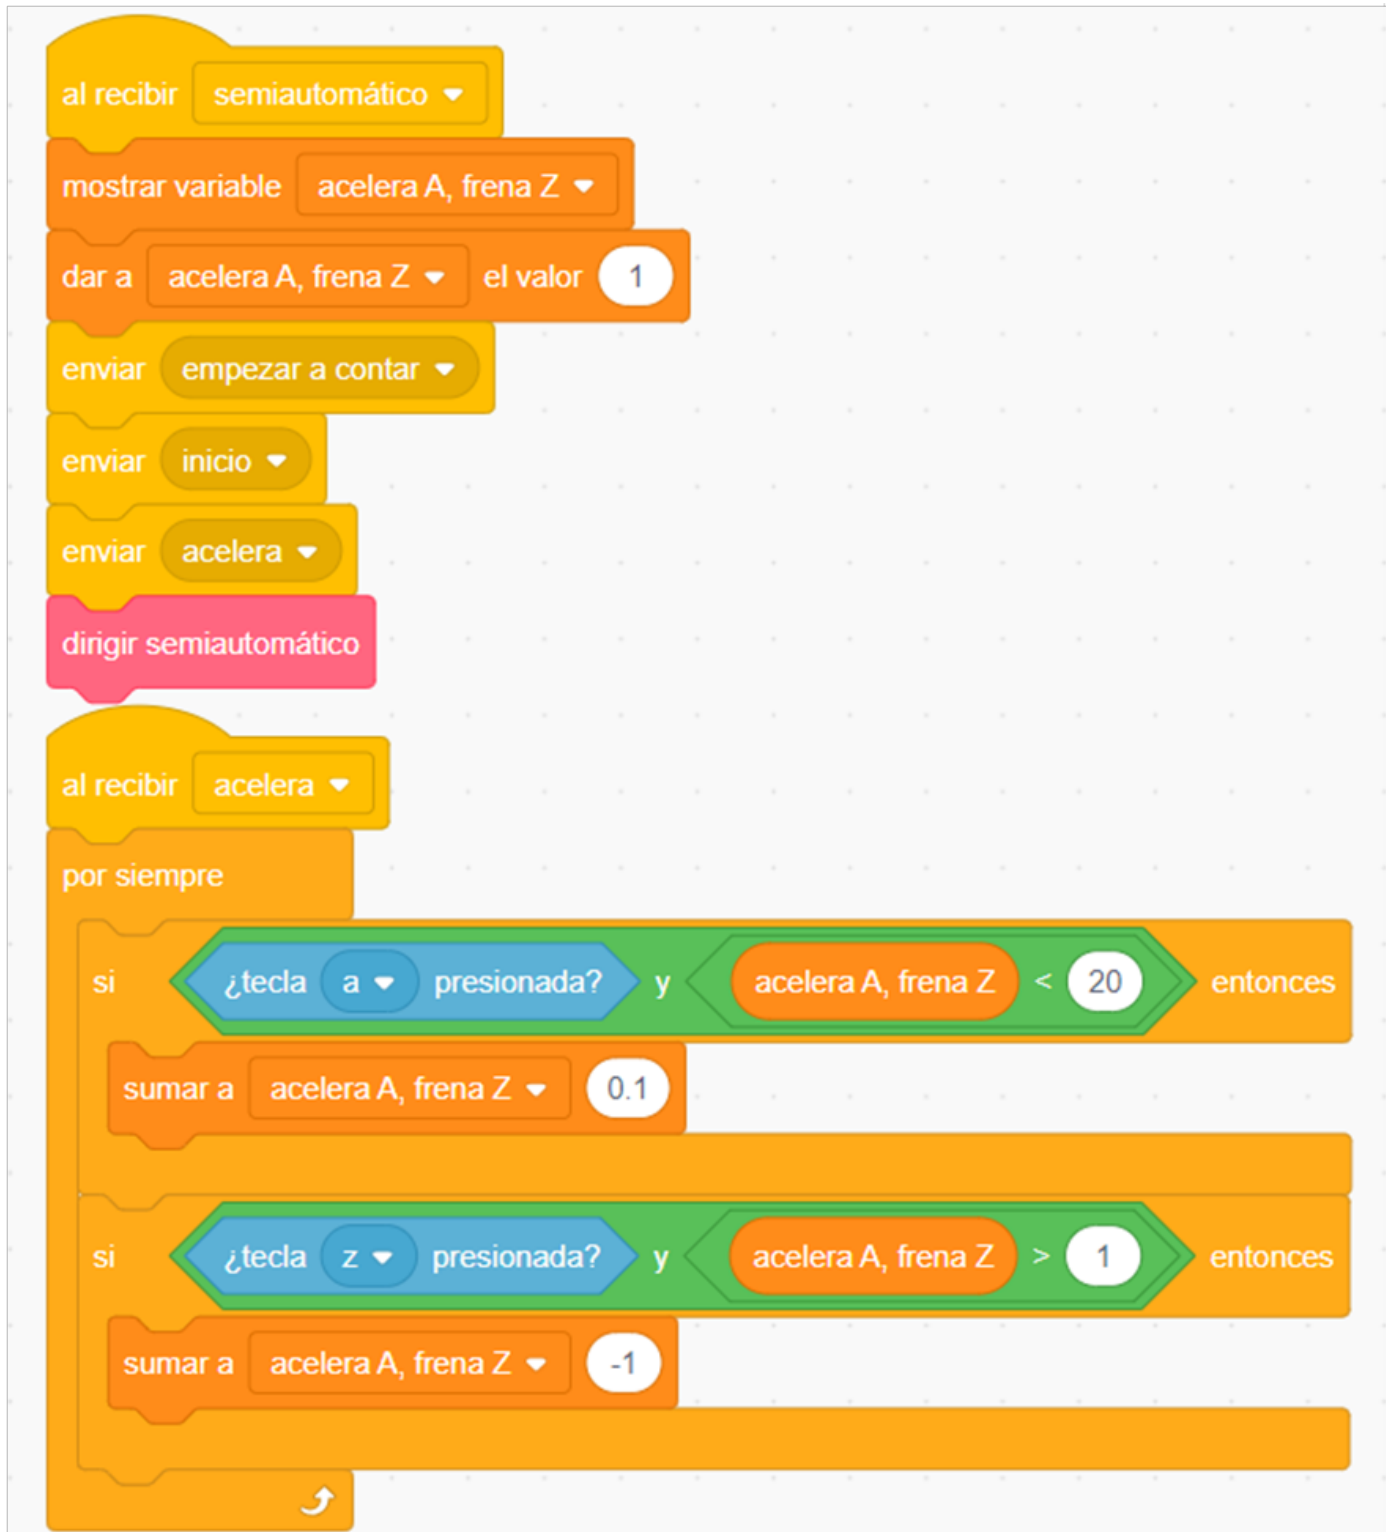 al recibir semiautomático
mostrar variable acelera A, frena Z
dar a acelera A, frena Z el valor 1
enviar empezar a contar
enviar inicio
enviar acelera
dirigir semiautomático
al recibir acelera
por siempre
si ¿tecla a presionada? y acelera A, frena Z < 20 entonces
sumar a acelera A, frena Z 0.1
si ¿tecla z presionada? y acelera A, frena Z > 1 entonces
sumar a acelera A, frena Z -1